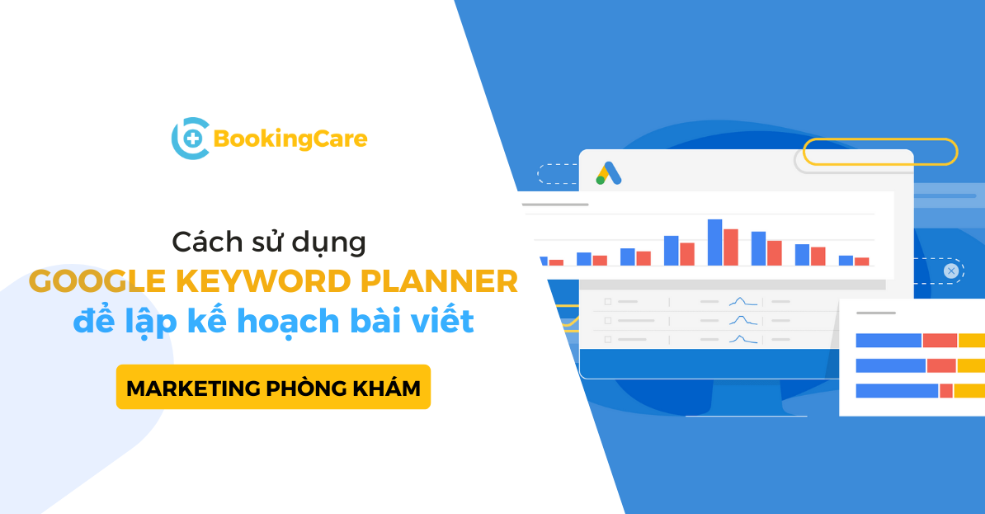 BookingCare
Cách sử dụng
GOOGLE KEYWORD PLANNER
để lập kế hoạch bài viết
MARKETING PHÒNG KHÁM